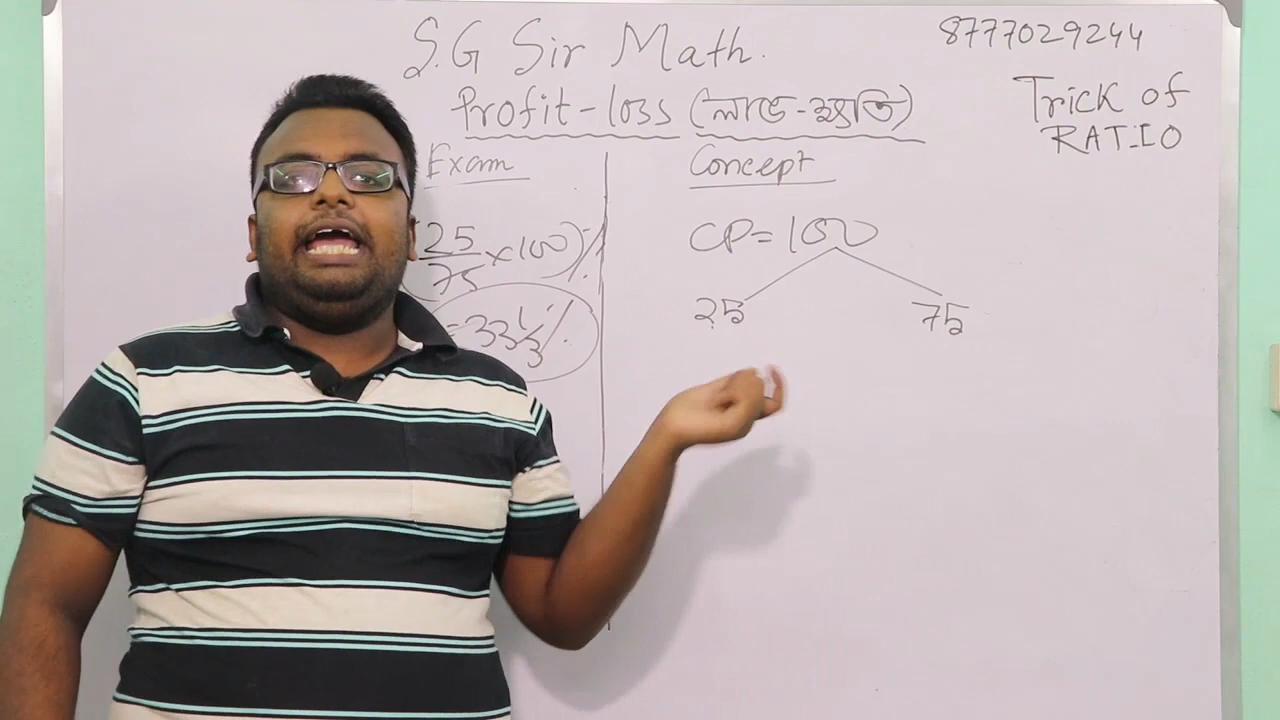 S.G Sir Math.
8777029244
Profit-loss (লাভ-ক্ষতি)
Trick of
RATIO
Exam
Concept
(25/75 × 100)%
= 33 1/3 %.
CP = 100
25 75